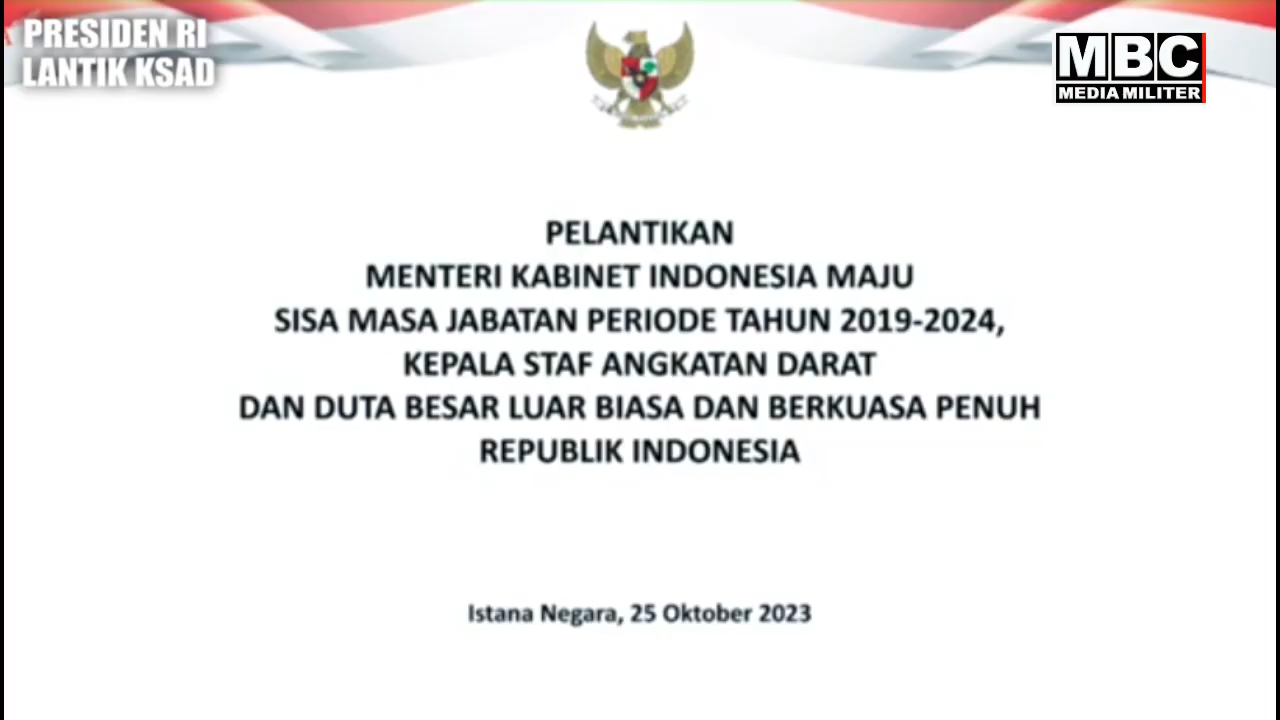 PRESIDEN RI
LANTIK KSAD
MBC
MEDIA MILITER
PELANTIKAN
MENTERI KABINET INDONESIA MAJU
SISA MASA JABATAN PERIODE TAHUN 2019-2024,
KEPALA STAF ANGKATAN DARAT
DAN DUTA BESAR LUAR BIASA DAN BERKUASA PENUH
REPUBLIK INDONESIA
Istana Negara, 25 Oktober 2023